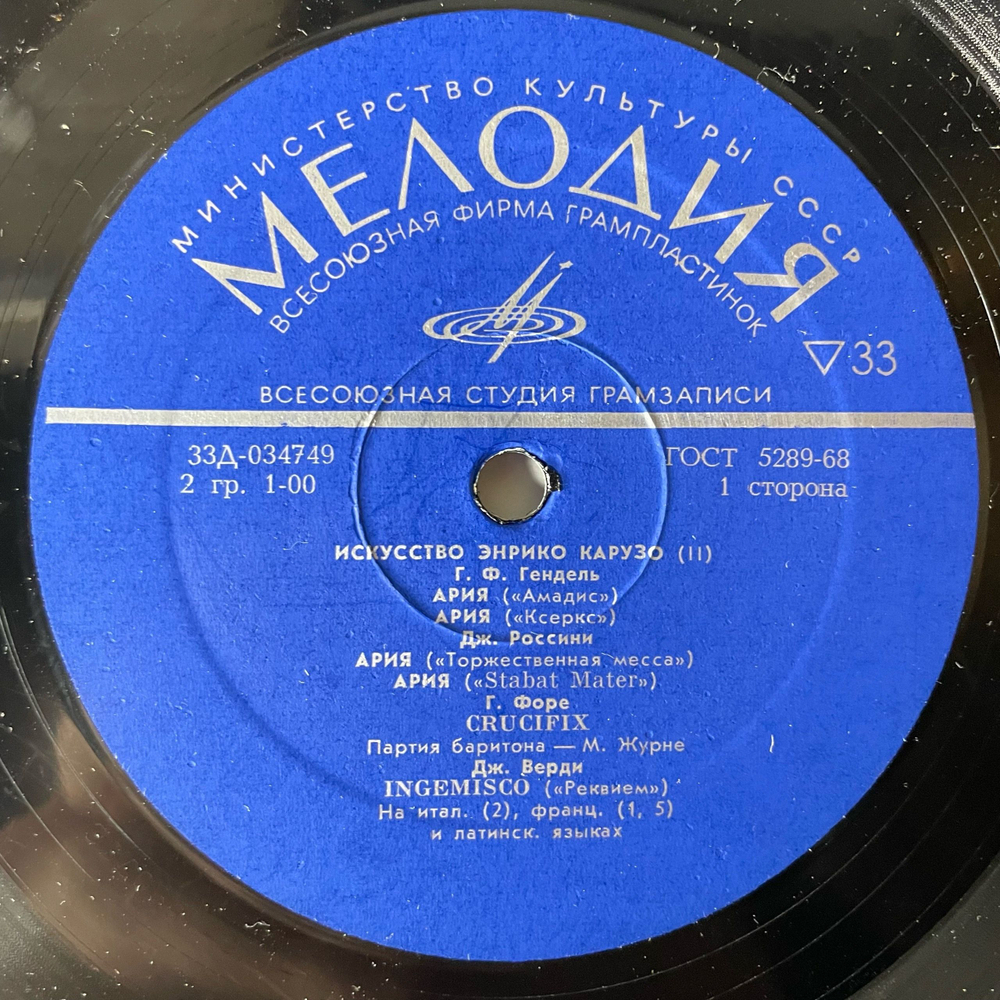 МИНИСТЕРСТВО КУЛЬТУРЫ СССР
МЕЛОДИЯ
ВСЕСОЮЗНАЯ ФИРМА ГРАМПЛАСТИНОК
▽33
ВСЕСОЮЗНАЯ СТУДИЯ ГРАМЗАПИСИ
33Д-034749
2 гр. 1-00
ГОСТ 5289-68
1 сторона
ИСКУССТВО ЭНРИКО КАРУЗО (II)
Г. Ф. Гендель
АРИЯ («Амадис»)
АРИЯ («Ксеркс»)
Дж. Россини
АРИЯ («Торжественная месса»)
АРИЯ («Stabat Mater»)
Г. Форе
CRUCIFIX
Партия баритона — М. Журне
Дж. Верди
INGEMISCO («Реквием»)
На итал. (2), франц. (1, 5)
и латинск. языках